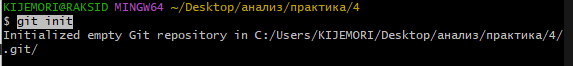 KIJEMORI@RAKSID MINGW64 ~/Desktop/анализ/практика/4
$ git init
Initialized empty Git repository in C:/Users/KIJEMORI/Desktop/анализ/практика/4/
.git/